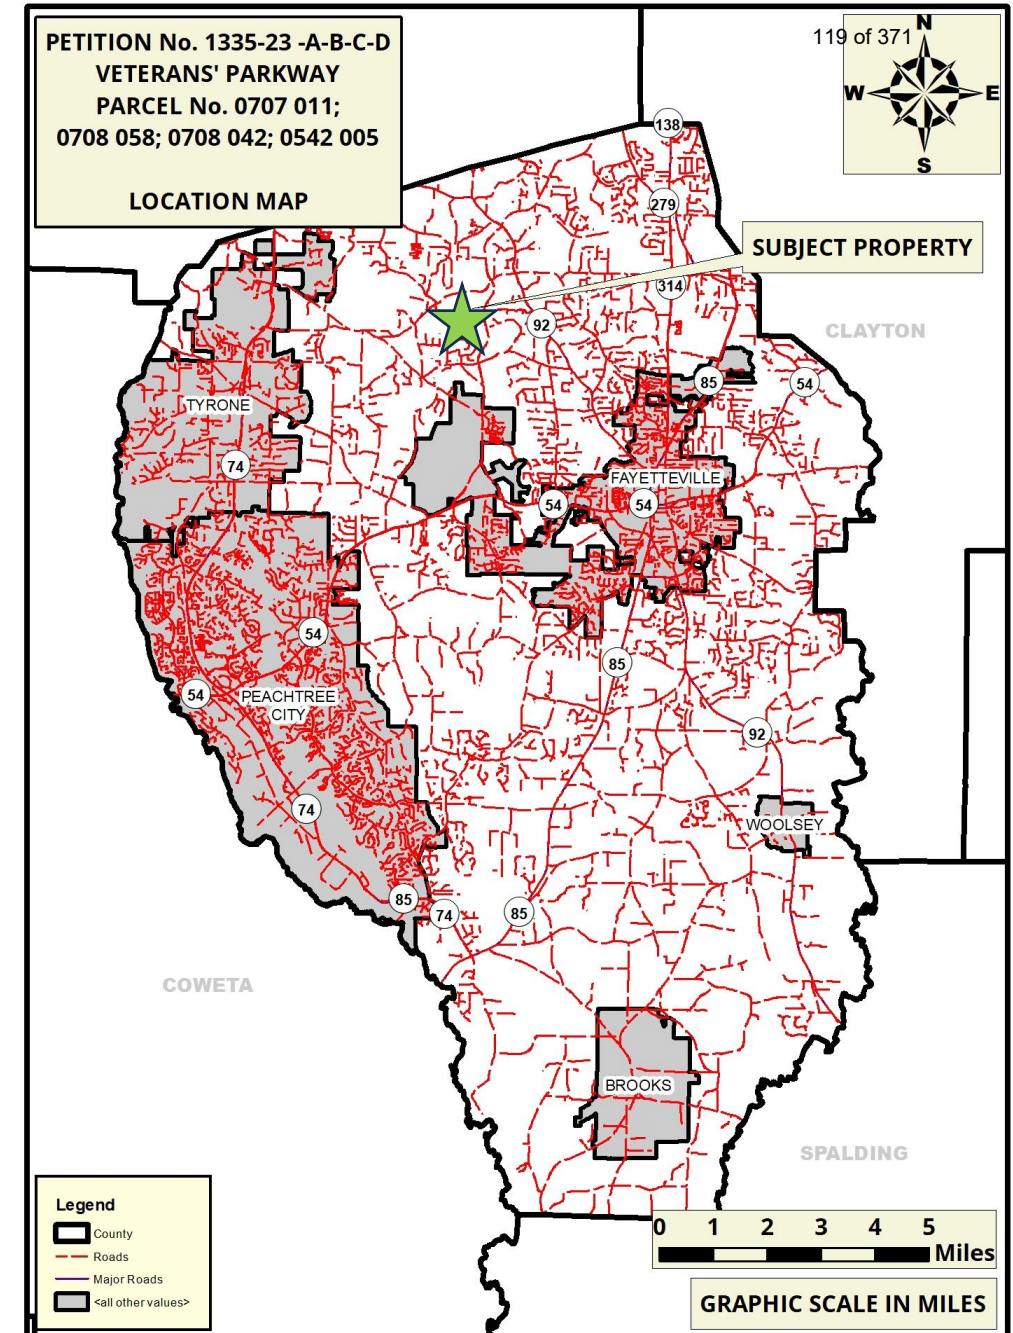 PETITION No. 1335-23 -A-B-C-D
VETERANS' PARKWAY
PARCEL No. 0707 011;
0708 058; 0708 042; 0542 005
LOCATION MAP
119 of 371
N
W
E
S
138
279
SUBJECT PROPERTY
314
92
CLAYTON
85
54
TYRONE
74
FAYETTEVILLE
54
54
54
85
54
PEACHTREE
CITY
92
74
WOOLSEY
85
74
85
COWETA
BROOKS
SPALDING
Legend
County
Roads
Major Roads
<all other values>
0 1 2 3 4 5
Miles
GRAPHIC SCALE IN MILES